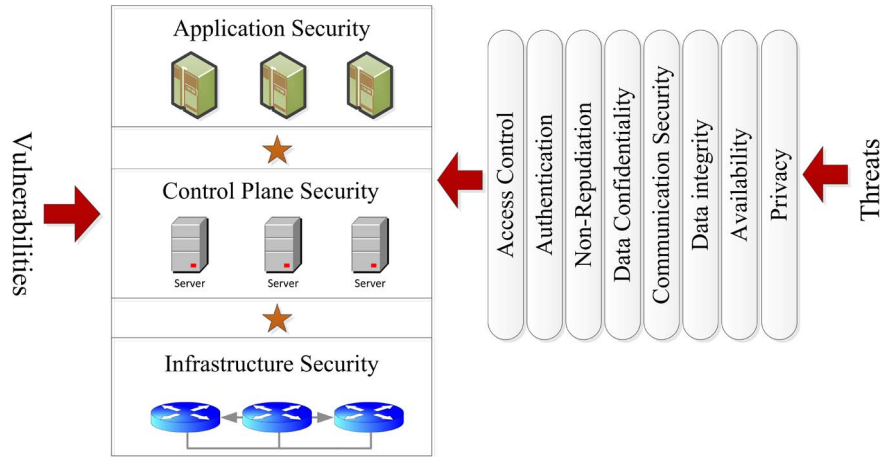 Vulnerabilities
Application Security
Control Plane Security
Server
Server
Server
Infrastructure Security
Access Control
Authentication
Non-Repudiation
Data Confidentiality
Communication Security
Data integrity
Availability
Privacy
Threats